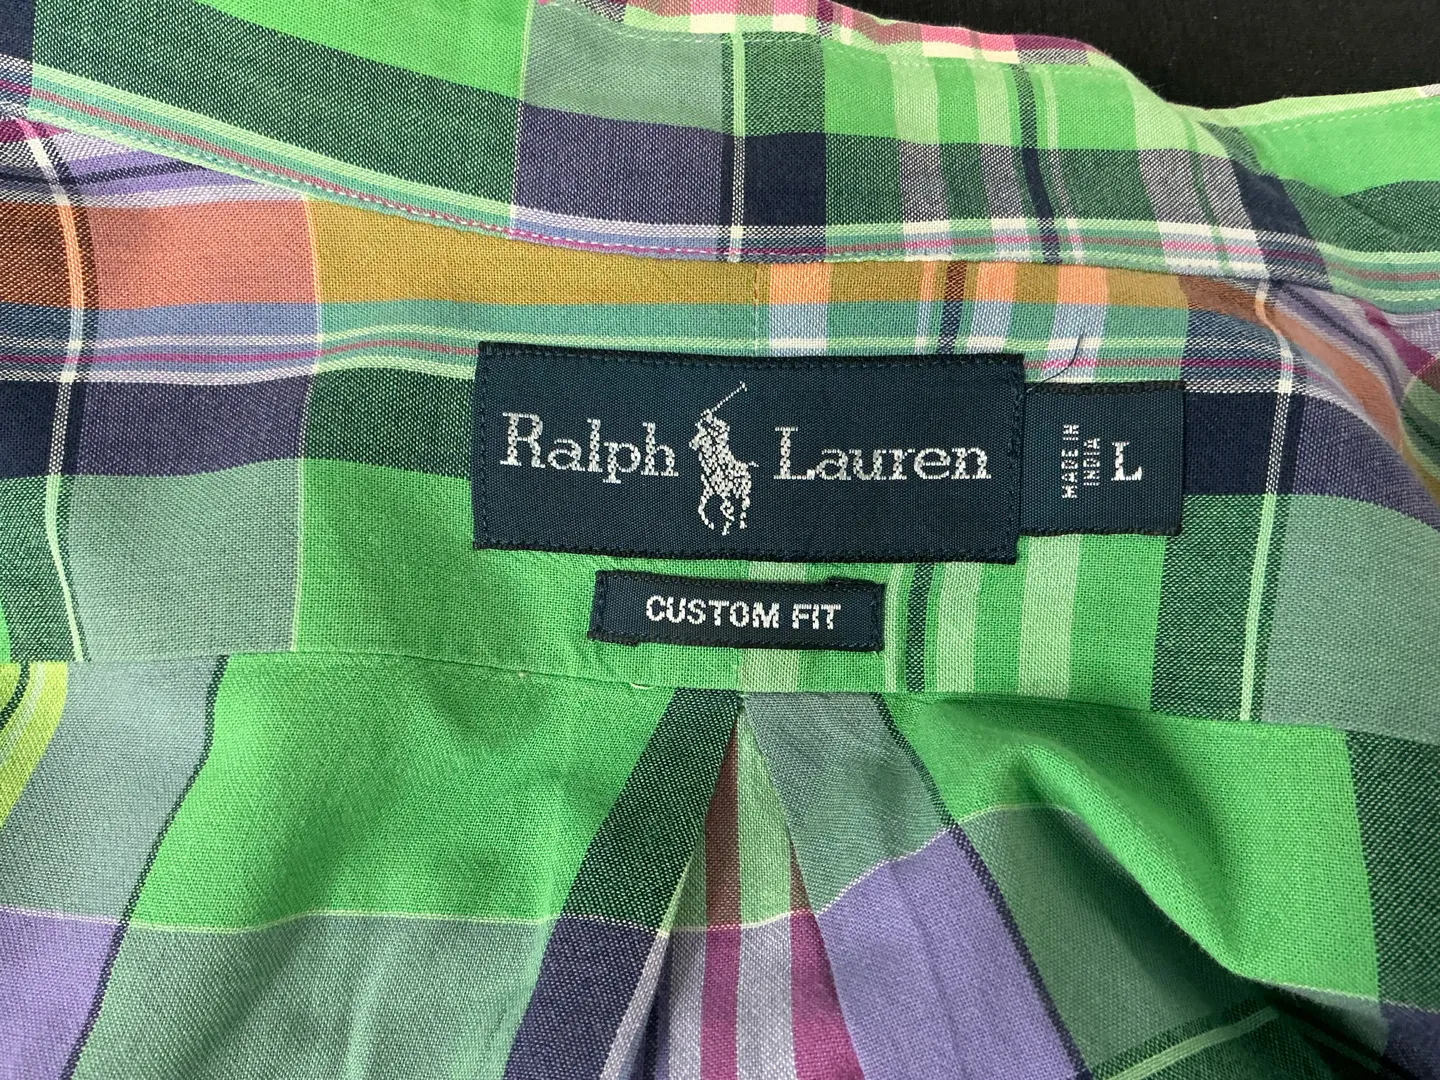 Ralph Lauren
MADE IN
INDIA
L
CUSTOM FIT